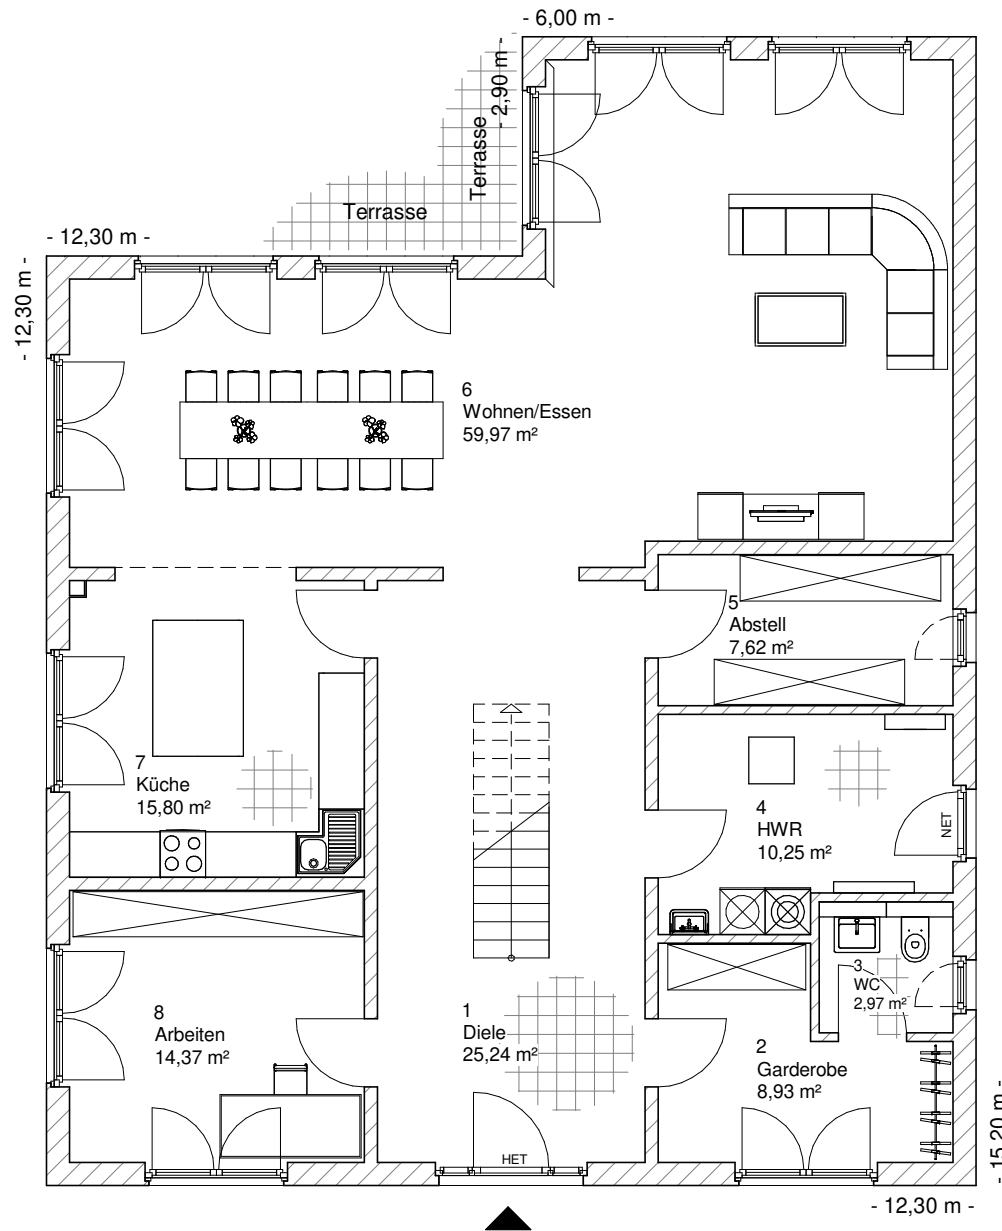 - 6,00 m -
- 2,90 m -
Terrasse
Terrasse
- 12,30 m -
- 12,30 m -
6
Wohnen/Essen
59,97 m²
5
Abstell
7,62 m²
7
Küche
15,80 m²
4
HWR
10,25 m²
NET
3
WC
2,97 m²
8
Arbeiten
14,37 m²
1
Diele
25,24 m²
2
Garderobe
8,93 m²
HET
- 15,20 m -
- 12,30 m -